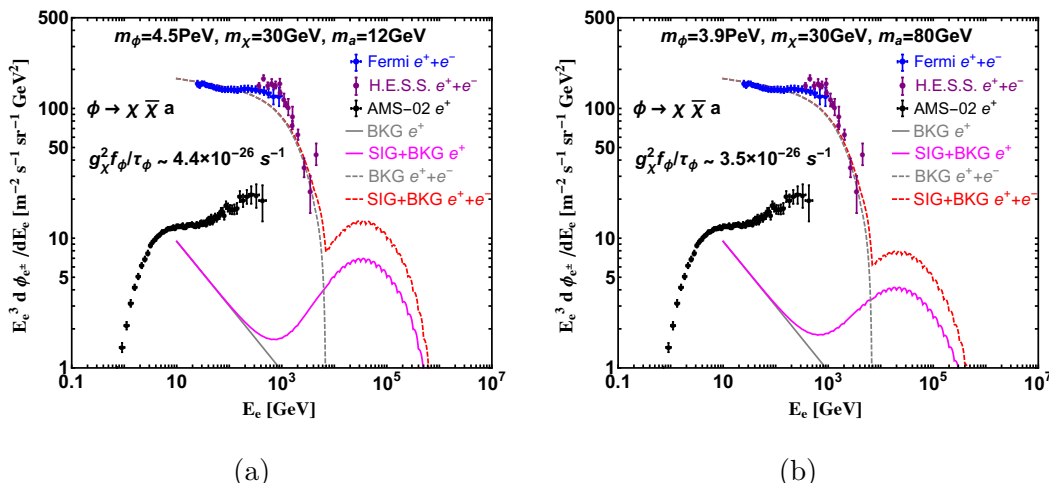 500
100
50
10
5
1
0.1
10
10³
10⁵
10⁷
E_e³ d ϕ_e± /dE_e [m⁻² s⁻¹ sr⁻¹ GeV²]
E_e [GeV]
m_ϕ=4.5PeV, m_χ=30GeV, m_a=12GeV
ϕ → χ χ̅ a
g_χ² f_ϕ/τ_ϕ ~ 4.4×10⁻²⁶ s⁻¹
Fermi e⁺+e⁻
H.E.S.S. e⁺+e⁻
AMS−02 e⁺
BKG e⁺
SIG+BKG e⁺
BKG e⁺+e⁻
SIG+BKG e⁺+e⁻
(a)
500
100
50
10
5
1
0.1
10
10³
10⁵
10⁷
E_e³ d ϕ_e± /dE_e [m⁻² s⁻¹ sr⁻¹ GeV²]
E_e [GeV]
m_ϕ=3.9PeV, m_χ=30GeV, m_a=80GeV
ϕ → χ χ̅ a
g_χ² f_ϕ/τ_ϕ ~ 3.5×10⁻²⁶ s⁻¹
Fermi e⁺+e⁻
H.E.S.S. e⁺+e⁻
AMS−02 e⁺
BKG e⁺
SIG+BKG e⁺
BKG e⁺+e⁻
SIG+BKG e⁺+e⁻
(b)